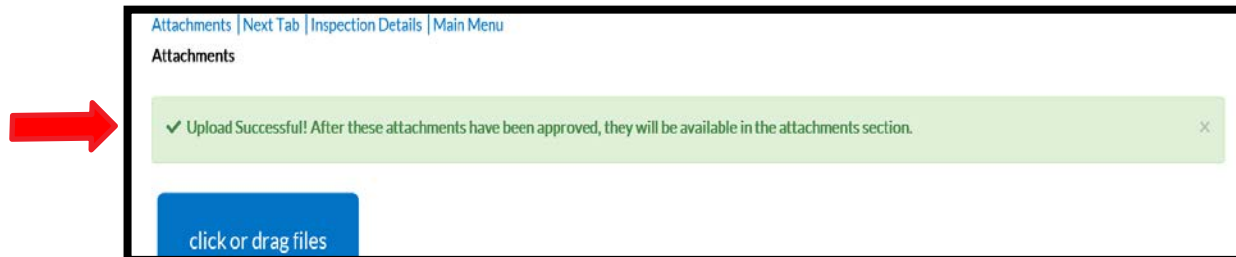 Attachments | Next Tab | Inspection Details | Main Menu
Attachments
✔ Upload Successful! After these attachments have been approved, they will be available in the attachments section. x
click or drag files